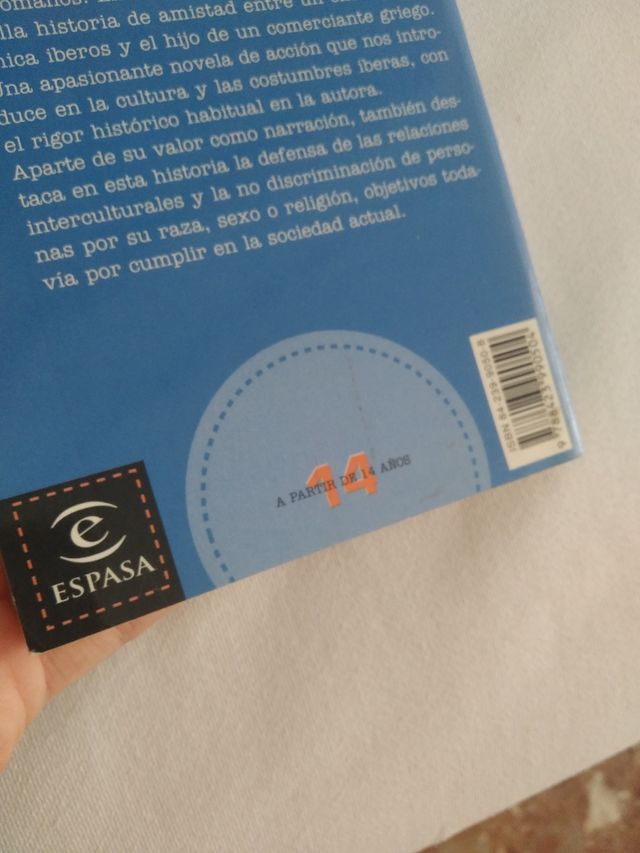 lla historia de amistad entre un
nica iberos y el hijo de un comerciante griego.
Una apasionante novela de acción que nos intro-
duce en la cultura y las costumbres iberas, con
el rigor histórico habitual en la autora.
Aparte de su valor como narración, también des-
taca en esta historia la defensa de las relaciones
interculturales y la no discriminación de perso-
nas por su raza, sexo o religión, objetivos toda-
vía por cumplir en la sociedad actual.
ISBN 84-239-9050-8
14
A PARTIR DE 14 AÑOS
e
ESPASA